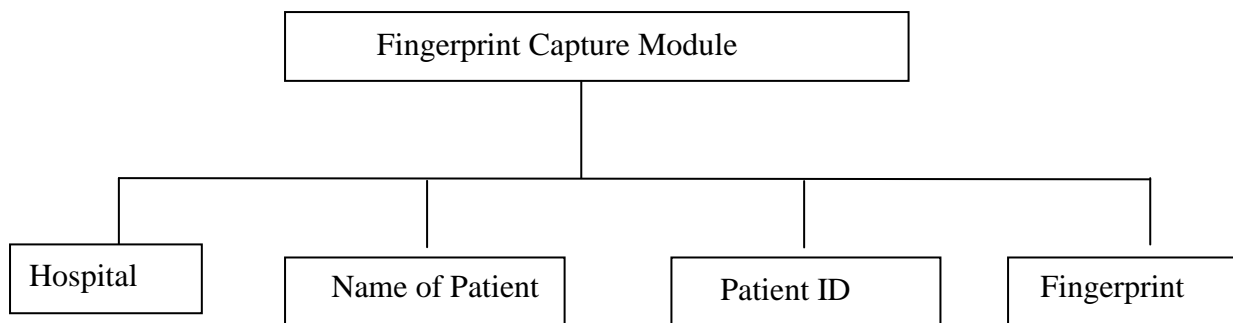 Fingerprint Capture Module
Hospital
Name of Patient
Patient ID
Fingerprint